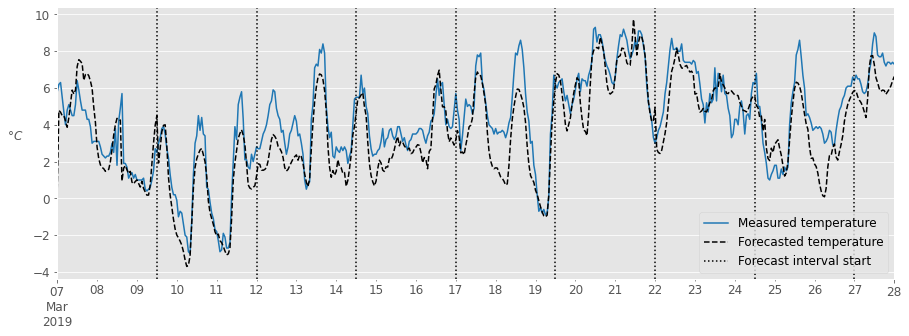 10
8
6
4
°C
2
0
−2
−4
Measured temperature
Forecasted temperature
Forecast interval start
07 08 09 10 11 12 13 14 15 16 17 18 19 20 21 22 23 24 25 26 27 28
Mar
2019